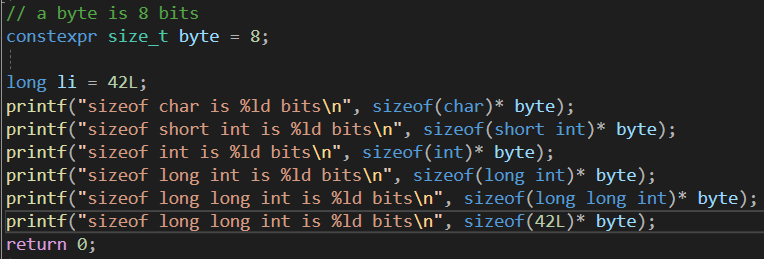 // a byte is 8 bits
constexpr size_t byte = 8;
long li = 42L;
printf("sizeof char is %ld bits\n", sizeof(char)* byte);
printf("sizeof short int is %ld bits\n", sizeof(short int)* byte);
printf("sizeof int is %ld bits\n", sizeof(int)* byte);
printf("sizeof long int is %ld bits\n", sizeof(long int)* byte);
printf("sizeof long long int is %ld bits\n", sizeof(long long int)* byte);
printf("sizeof long long int is %ld bits\n", sizeof(42L)* byte);
return 0;